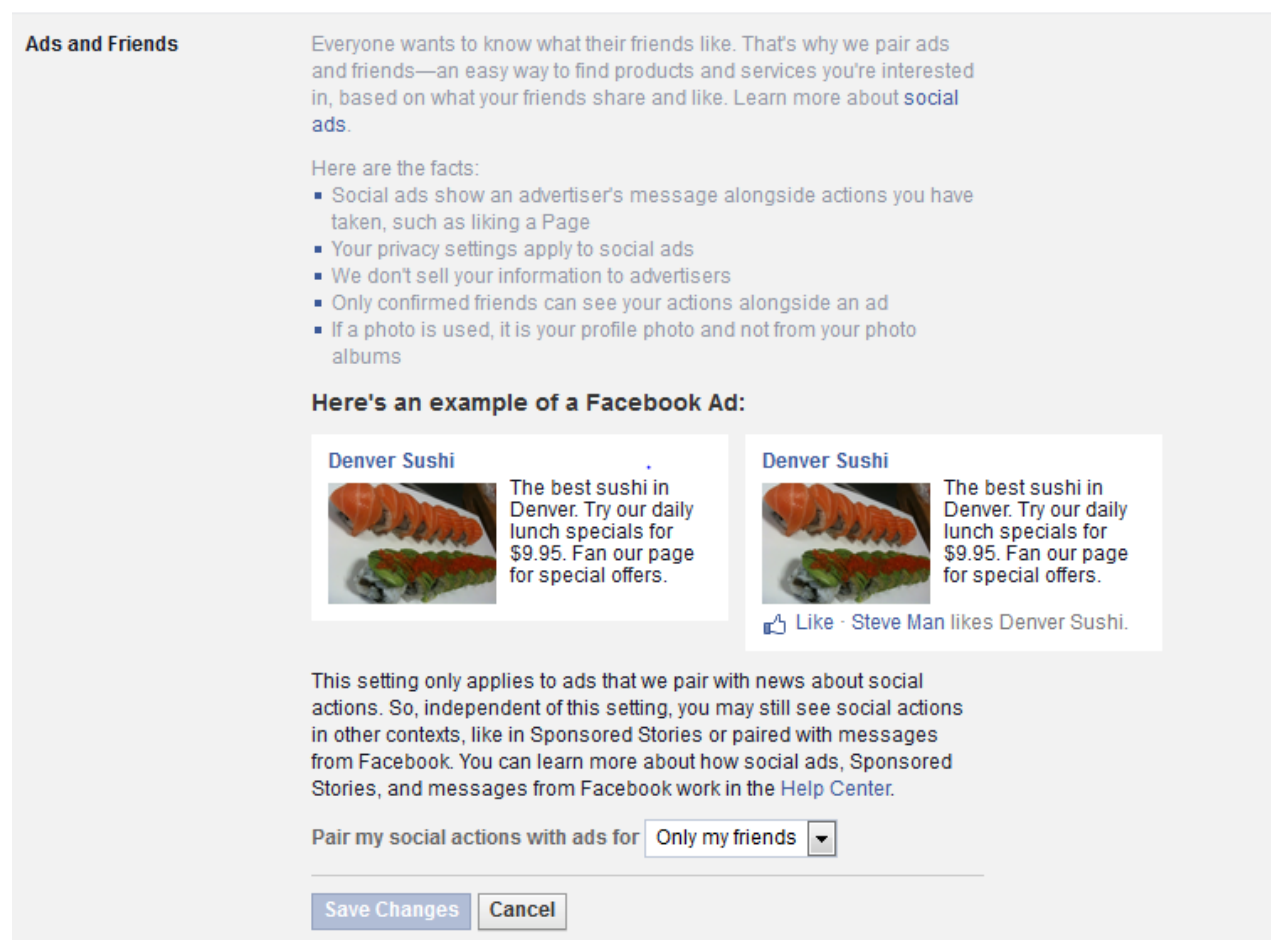 Ads and Friends
Everyone wants to know what their friends like. That's why we pair ads
and friends—an easy way to find products and services you're interested
in, based on what your friends share and like. Learn more about social
ads.
Here are the facts:
Social ads show an advertiser's message alongside actions you have
taken, such as liking a Page
Your privacy settings apply to social ads
We don't sell your information to advertisers
Only confirmed friends can see your actions alongside an ad
If a photo is used, it is your profile photo and not from your photo
albums
Here's an example of a Facebook Ad:
Denver Sushi
The best sushi in
Denver. Try our daily
lunch specials for
$9.95. Fan our page
for special offers.
Denver Sushi
The best sushi in
Denver. Try our daily
lunch specials for
$9.95. Fan our page
for special offers.
Like · Steve Man likes Denver Sushi.
This setting only applies to ads that we pair with news about social
actions. So, independent of this setting, you may still see social actions
in other contexts, like in Sponsored Stories or paired with messages
from Facebook. You can learn more about how social ads, Sponsored
Stories, and messages from Facebook work in the Help Center.
Pair my social actions with ads for Only my friends
Save Changes Cancel